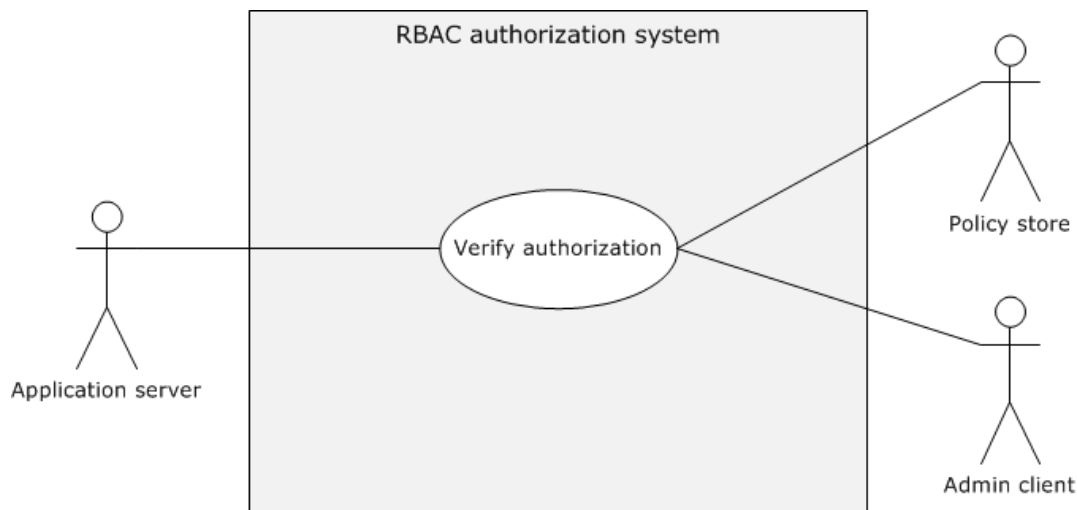 RBAC authorization system
Policy store
Verify authorization
Application server
Admin client